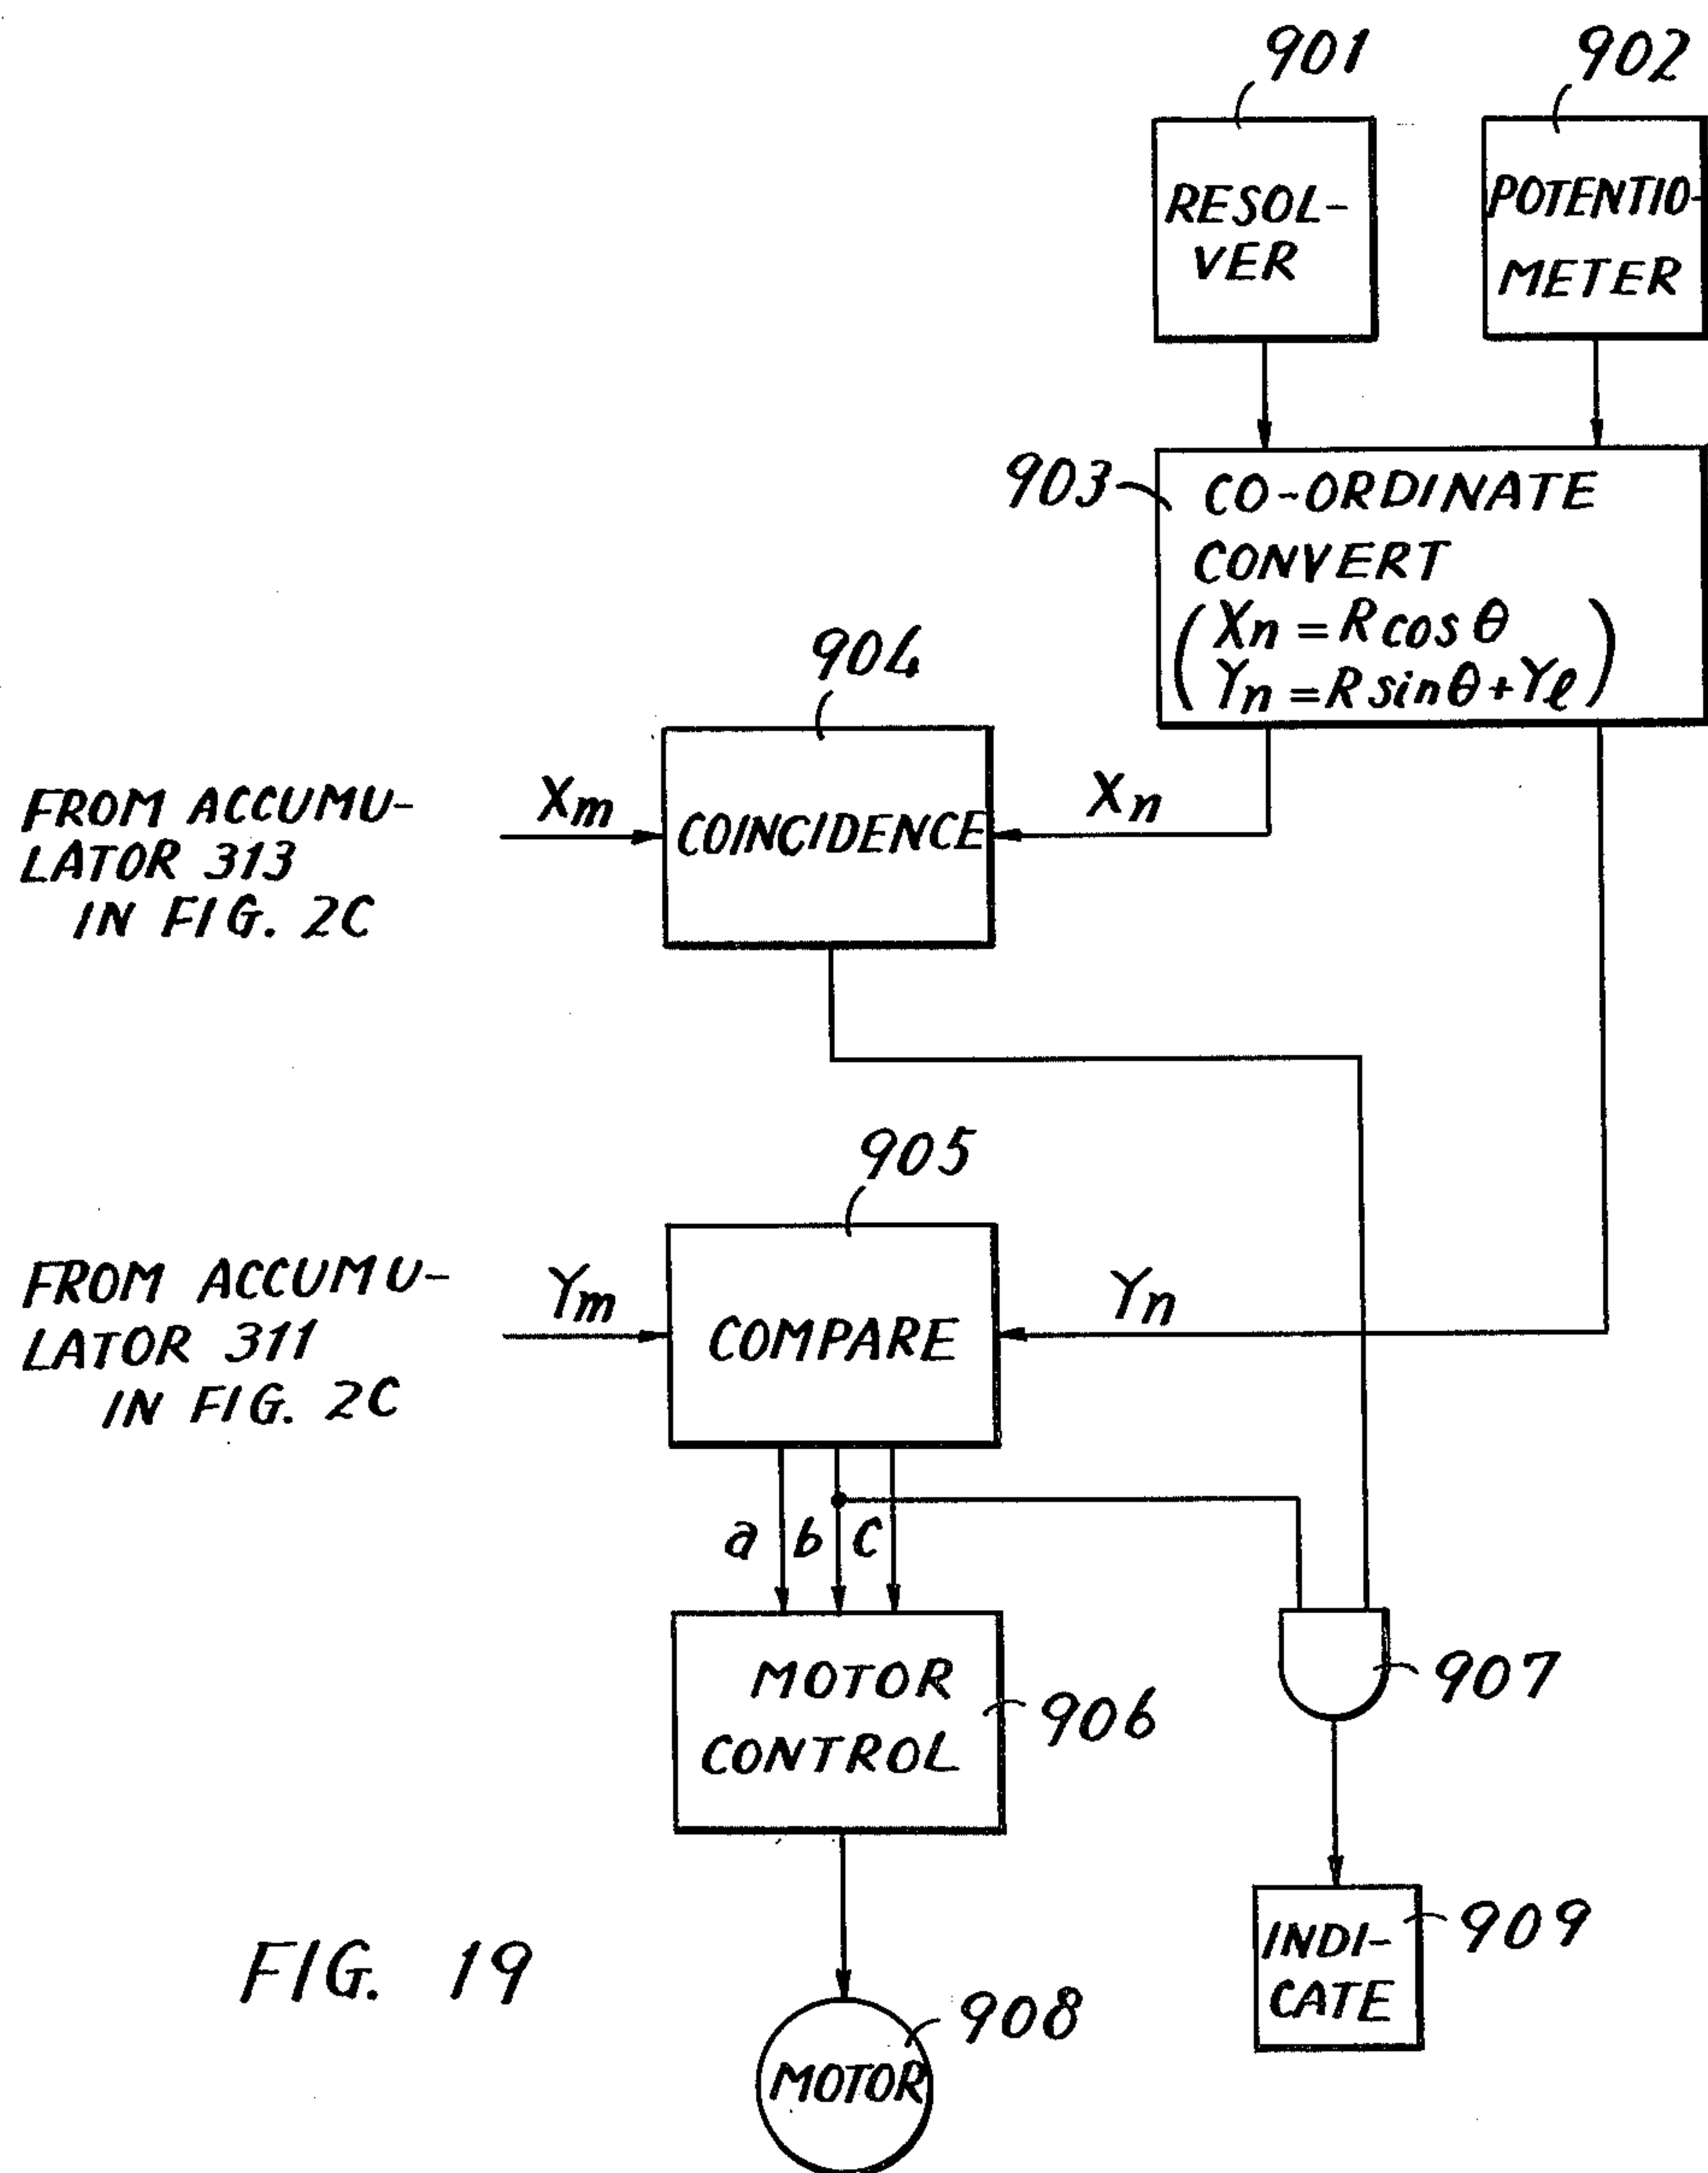 901
902
RESOL-
VER
POTENTIO-
METER
903
CO-ORDINATE
CONVERT
(Xn = R cos θ
Yn = R sin θ + Yℓ)
904
FROM ACCUMU-
LATOR 313
IN FIG. 2C
Xm
COINCIDENCE
Xn
905
FROM ACCUMU-
LATOR 311
IN FIG. 2C
Ym
COMPARE
Yn
a b c
MOTOR
CONTROL
906
907
INDI-
CATE
909
FIG. 19
908
MOTOR